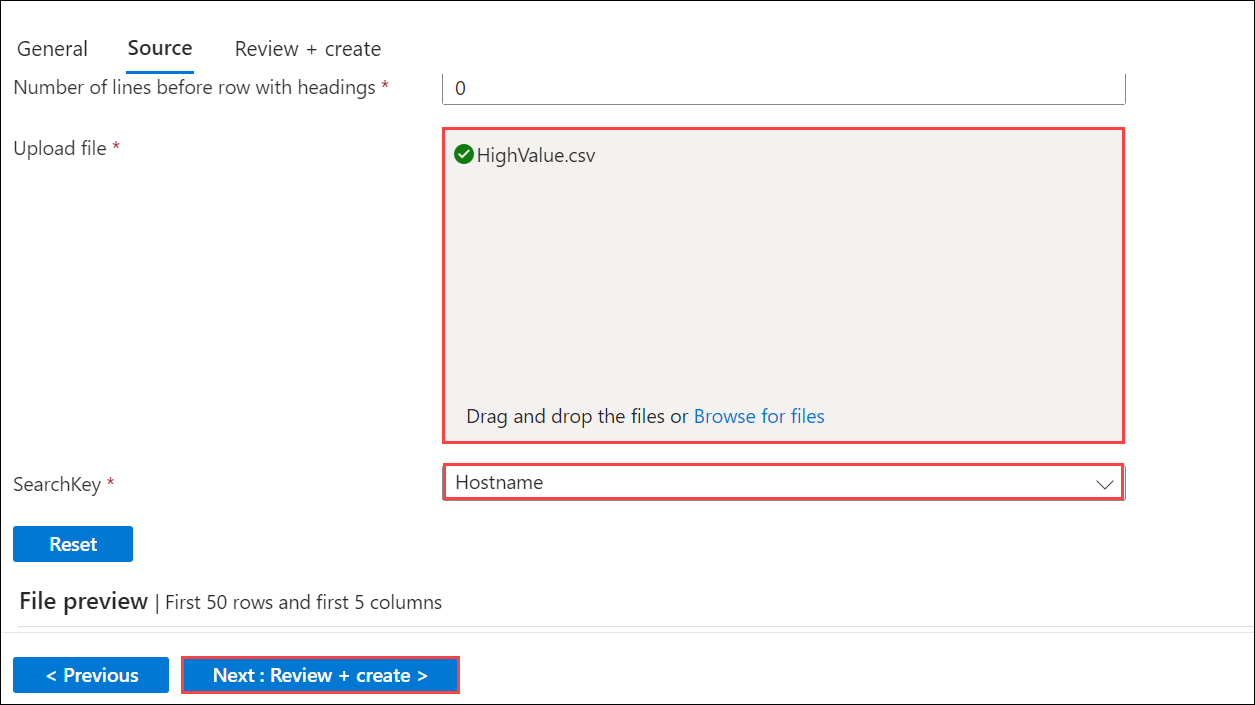 General Source Review + create
Number of lines before row with headings * 0
Upload file * HighValue.csv
Drag and drop the files or Browse for files
SearchKey * Hostname
Reset
File preview | First 50 rows and first 5 columns
< Previous Next : Review + create >